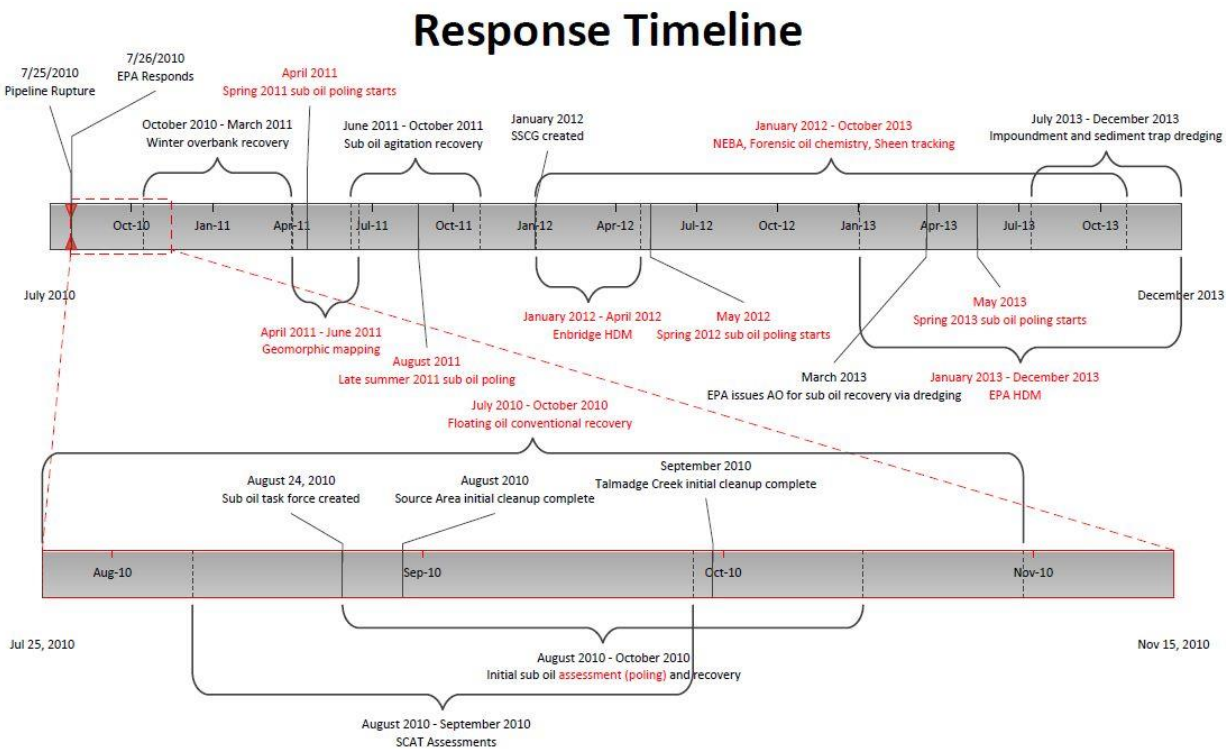 Response Timeline
7/25/2010
Pipeline Rupture
7/26/2010
EPA Responds
April 2011
Spring 2011 sub oil poling starts
October 2010 - March 2011
Winter overbank recovery
June 2011 - October 2011
Sub oil agitation recovery
January 2012
SSCG created
January 2012 - October 2013
NEBA, Forensic oil chemistry, Sheen tracking
July 2013 - December 2013
Impoundment and sediment trap dredging
Oct-10
Jan-11
Apr-11
Jul-11
Oct-11
Jan-12
Apr-12
Jul-12
Oct-12
Jan-13
Apr-13
Jul-13
Oct-13
July 2010
December 2013
April 2011 - June 2011
Geomorphic mapping
August 2011
Late summer 2011 sub oil poling
January 2012 - April 2012
Enbridge HDM
May 2012
Spring 2012 sub oil poling starts
May 2013
Spring 2013 sub oil poling starts
March 2013
EPA issues AO for sub oil recovery via dredging
January 2013 - December 2013
EPA HDM
July 2010 - October 2010
Floating oil conventional recovery
August 24, 2010
Sub oil task force created
August 2010
Source Area initial cleanup complete
September 2010
Talmadge Creek initial cleanup complete
Aug-10
Sep-10
Oct-10
Nov-10
Jul 25, 2010
Nov 15, 2010
August 2010 - October 2010
Initial sub oil assessment (poling) and recovery
August 2010 - September 2010
SCAT Assessments